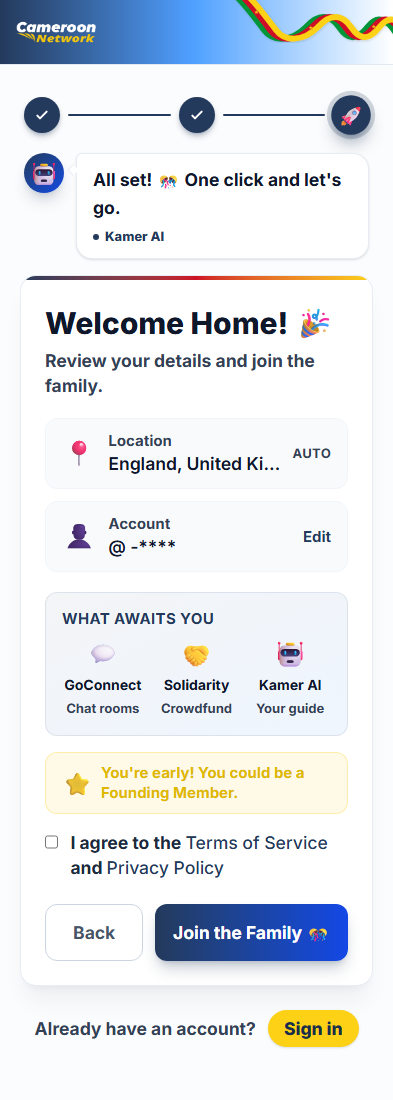 Cameroon
Network
All set! 🎊 One click and let's
go.
Kamer AI
Welcome Home! 🎉
Review your details and join the
family.
Location
England, United Ki...
AUTO
Account
@ -****
Edit
WHAT AWAITS YOU
GoConnect
Solidarity
Kamer AI
Chat rooms
Crowdfund
Your guide
You're early! You could be a
Founding Member.
I agree to the Terms of Service
and Privacy Policy
Back
Join the Family 🎊
Already have an account?
Sign in